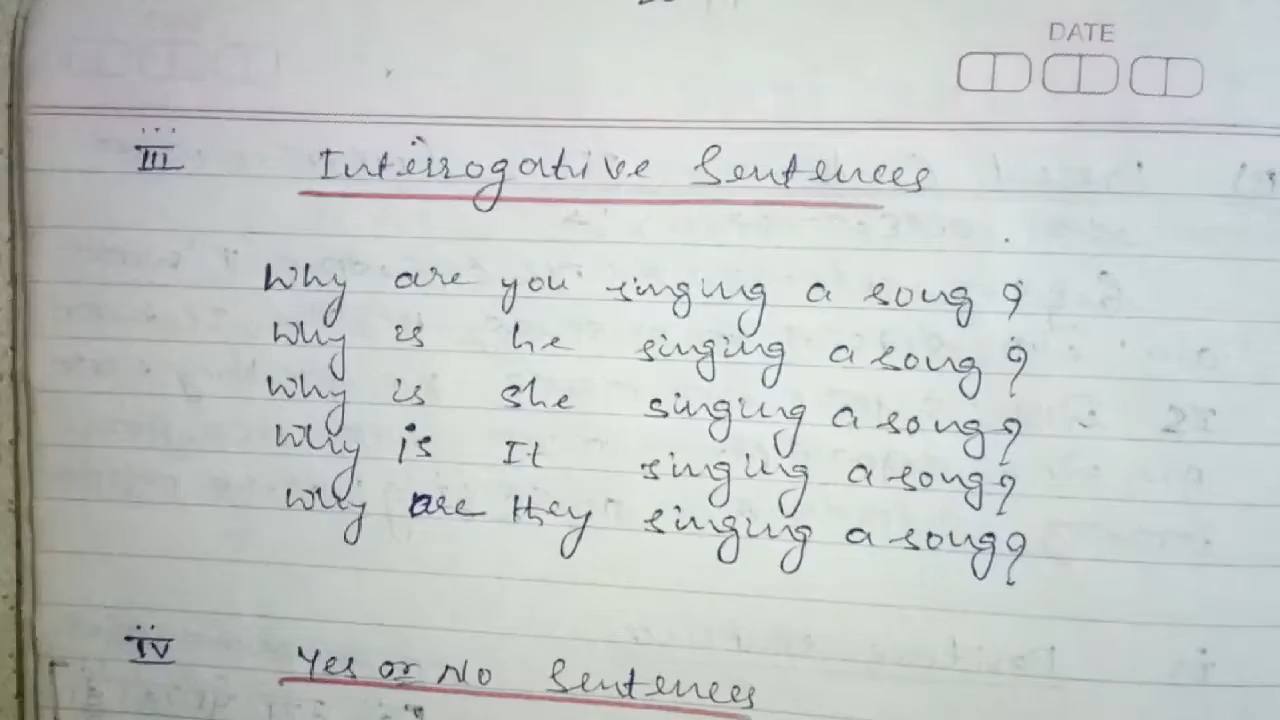 DATE
III Interrogative Sentences
Why are you singing a song?
Why is he singing a song?
Why is she singing a song?
Why is It singing a song?
Why are they singing a song?
IV Yes or No Sentences